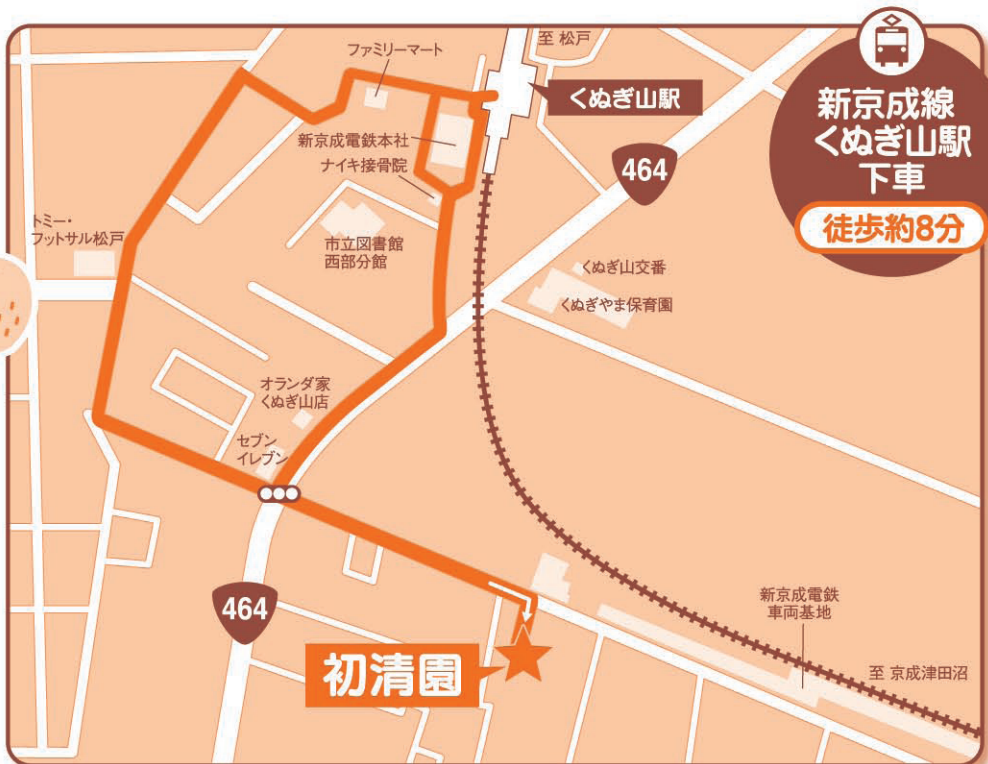 至 松戸
ファミリーマート
くぬぎ山駅
新京成線
くぬぎ山駅
下車
徒歩約8分
新京成電鉄本社
ナイキ接骨院
464
トミー・
フットサル松戸
市立図書館
西部分館
くぬぎ山交番
くぬぎやま保育園
オランダ家
くぬぎ山店
セブン
イレブン
464
新京成電鉄
車両基地
初清園
至 京成津田沼